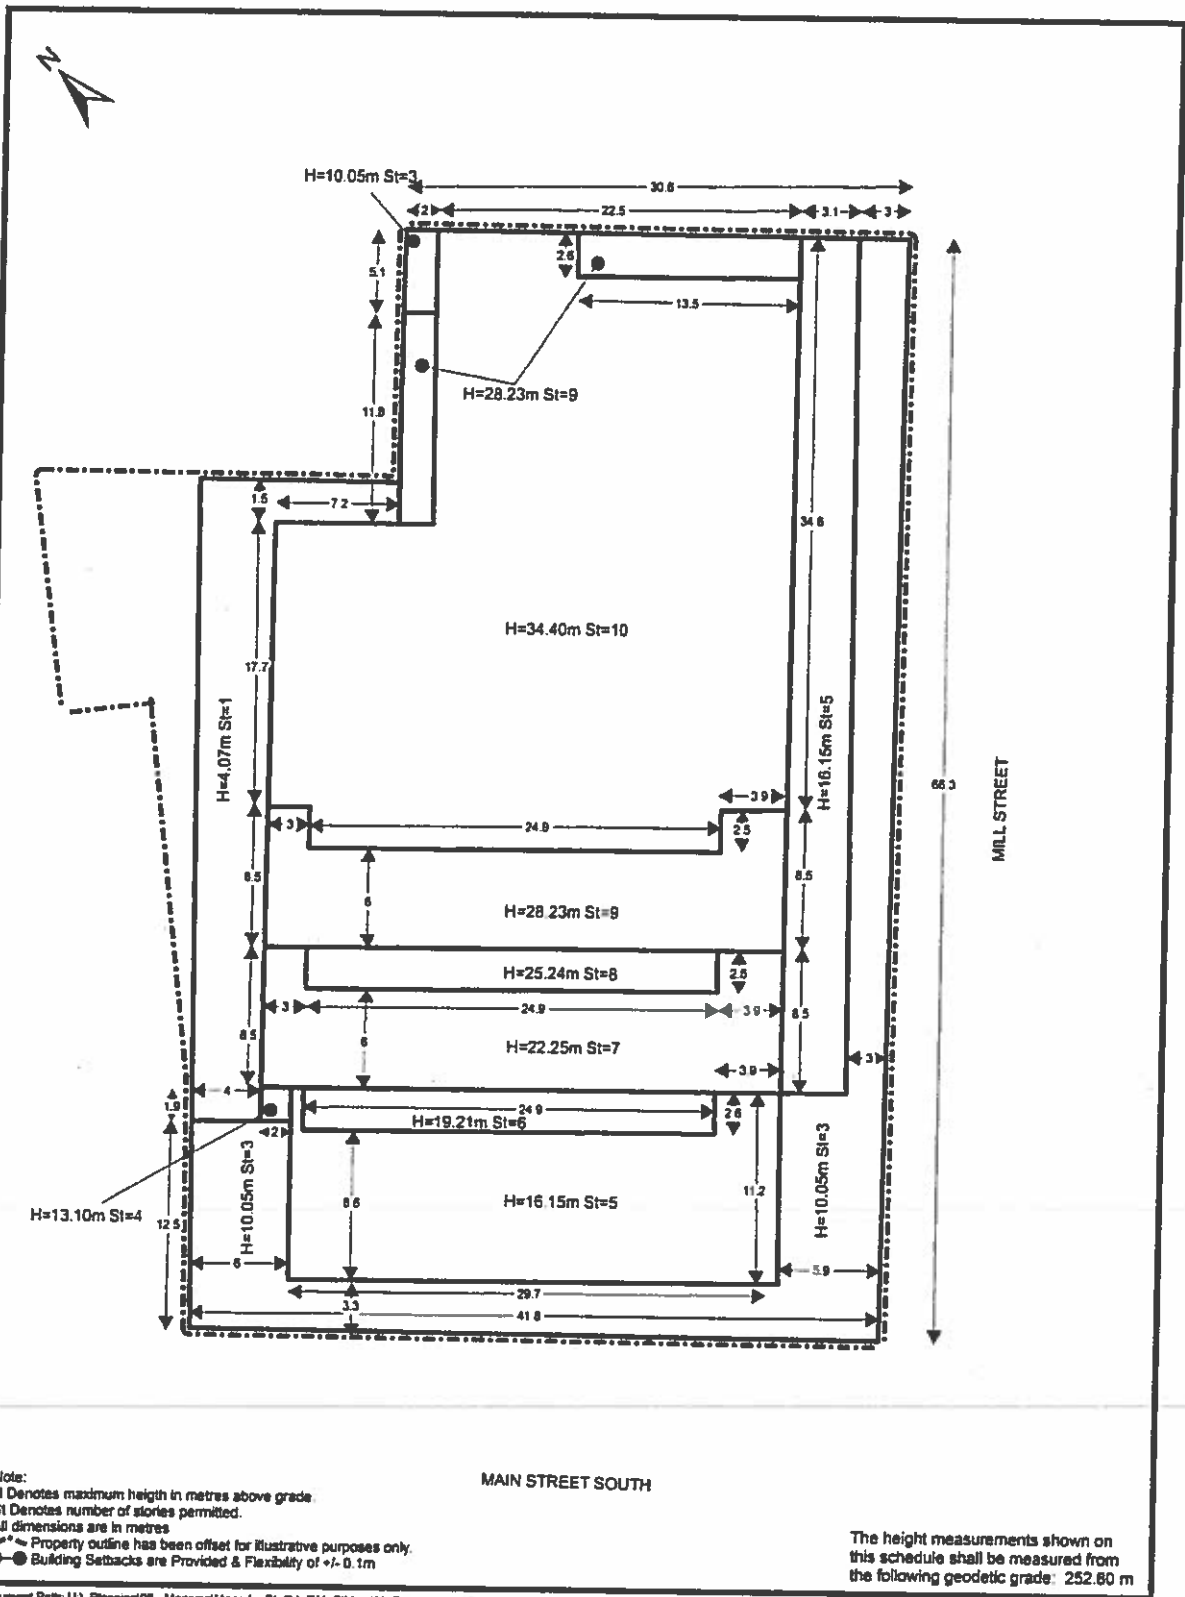 N
H=10.05m St=3
30.6
2
22.5
3.1
3
5.1
2.6
13.5
H=28.23m St=9
11.8
1.5
7.2
34.6
H=34.40m St=10
17.7
H=4.07m St=1
H=16.15m St=5
66.3
MILL STREET
3.9
3
24.9
2.5
8.5
6
8.5
H=28.23m St=9
H=25.24m St=8
2.6
3
24.9
3.9
8.5
6
8.5
H=22.25m St=7
3.9
3
4
1.9
24.9
2.6
H=19.21m St=6
2
H=10.05m St=3
H=10.05m St=3
H=13.10m St=4
12.5
8.6
H=16.15m St=5
11.2
6
5.9
29.7
3.3
41.8
MAIN STREET SOUTH
Note:
H Denotes maximum heigth in metres above grade.
St Denotes number of stories permitted.
All dimensions are in metres
Property outline has been offset for illustrative purposes only.
Building Setbacks are Provided & Flexibility of +/- 0.1m
The height measurements shown on
this schedule shall be measured from
the following geodetic grade: 252.80 m